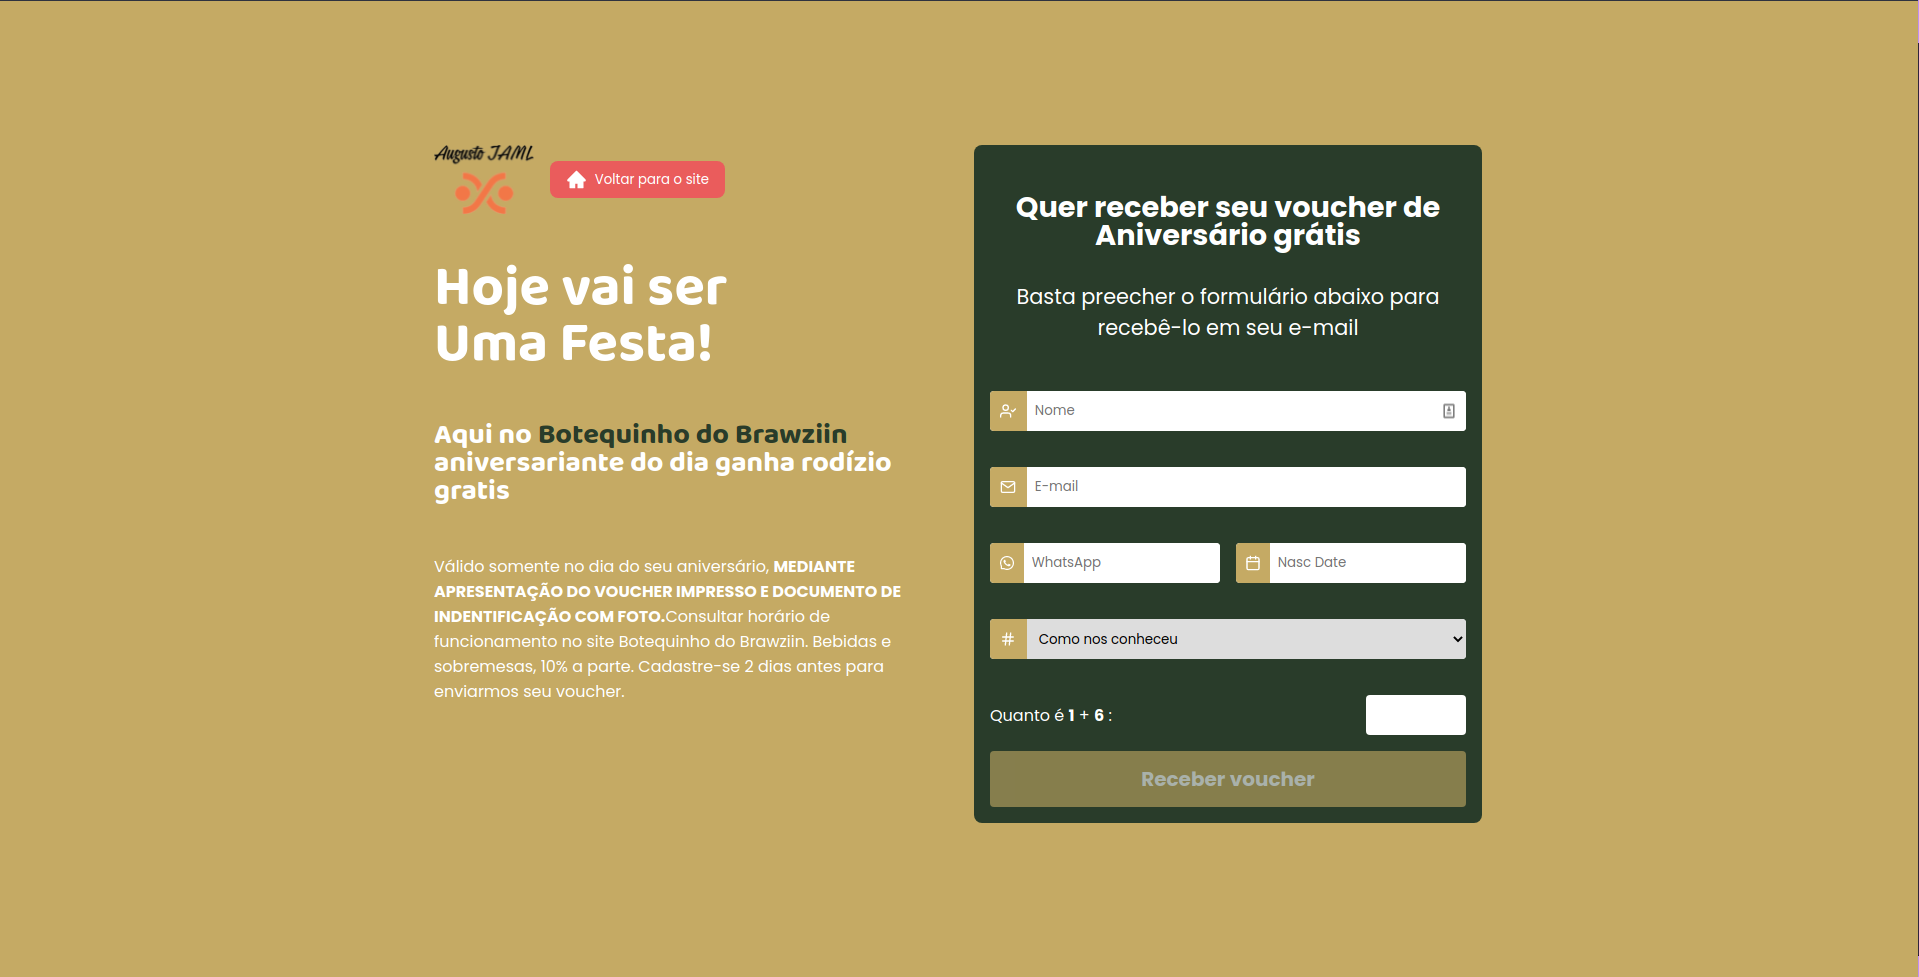 Augusto JAML
Voltar para o site
Hoje vai ser
Uma Festa!
Aqui no Botequinho do Brawziin
aniversariante do dia ganha rodízio
gratis
Válido somente no dia do seu aniversário, MEDIANTE
APRESENTAÇÃO DO VOUCHER IMPRESSO E DOCUMENTO DE
INDENTIFICAÇÃO COM FOTO.Consultar horário de
funcionamento no site Botequinho do Brawziin. Bebidas e
sobremesas, 10% a parte. Cadastre-se 2 dias antes para
enviarmos seu voucher.
Quer receber seu voucher de
Aniversário grátis
Basta preecher o formulário abaixo para
recebê-lo em seu e-mail
Nome
E-mail
WhatsApp
Nasc Date
Como nos conheceu
Quanto é 1 + 6 :
Receber voucher